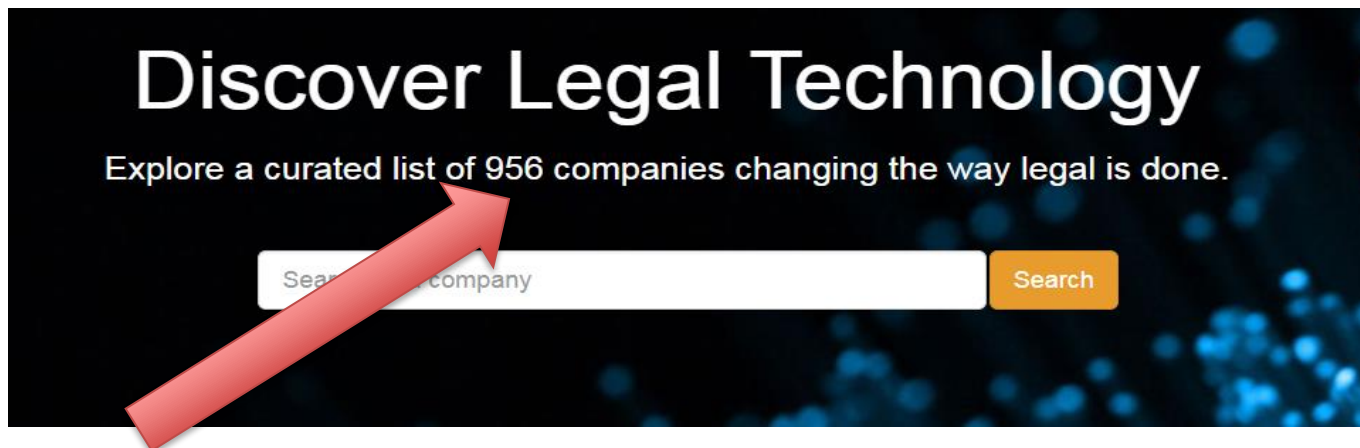 Discover Legal Technology
Explore a curated list of 956 companies changing the way legal is done.
company
Search